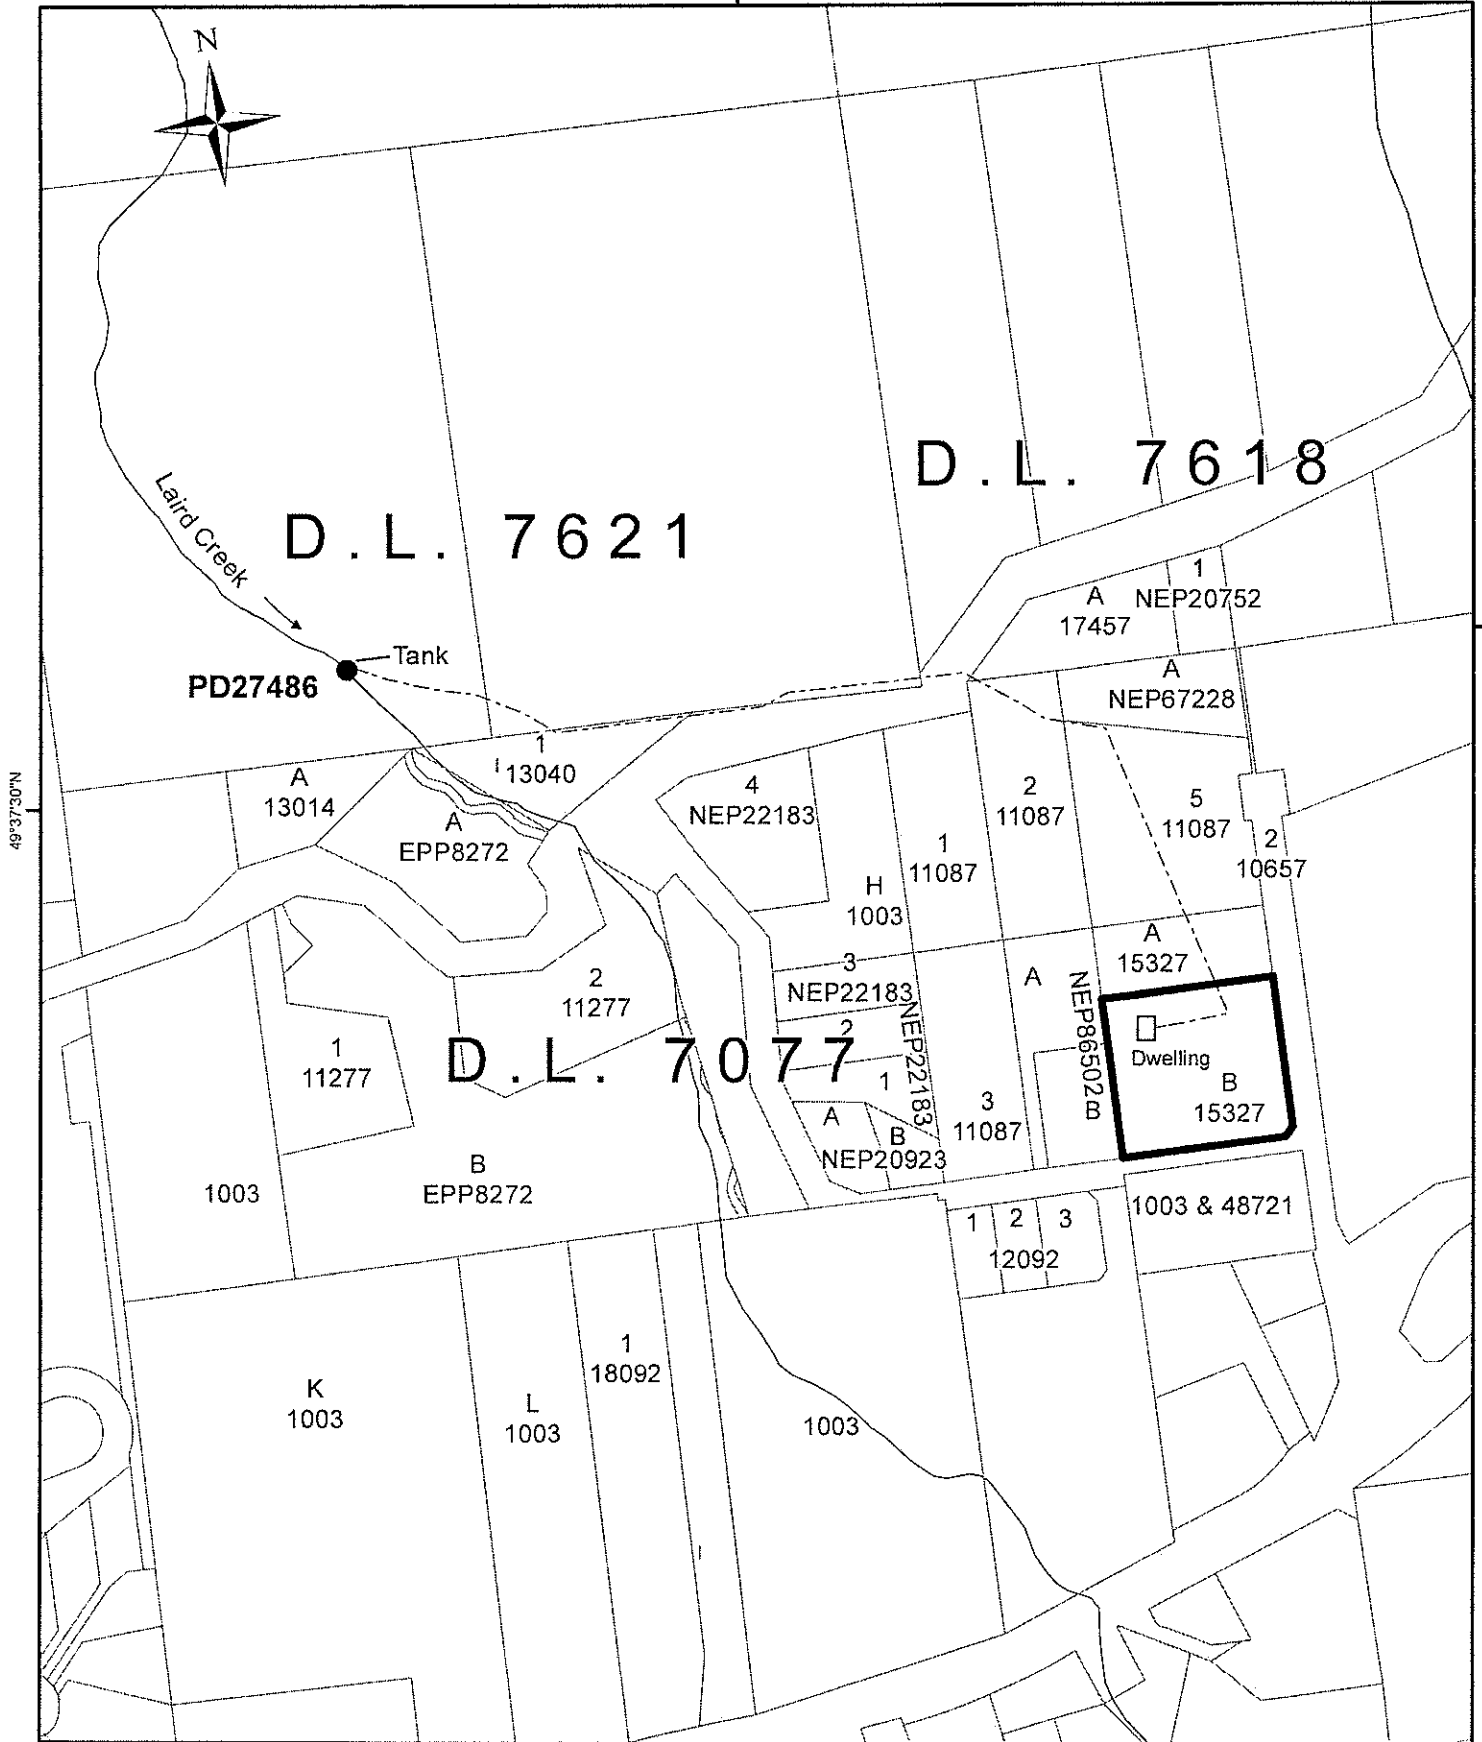 N
D.L. 7618
Laird Creek
D.L. 7621
1
NEP20752
A
17457
Tank
PD27486
A
NEP67228
1
13040
A
13014
4
NEP22183
2
11087
5
11087
49°37'30"N
A
EPP8272
1
11087
2
10657
H
1003
A
15327
3
NEP22183
A
NEP86502
B
2
11277
2
NEP22183
Dwelling
1
11277
D.L. 7077
1
B
15327
3
11087
A
B
NEP20923
B
EPP8272
1003
1003 & 48721
1
2
3
12092
1
18092
K
1003
L
1003
1003